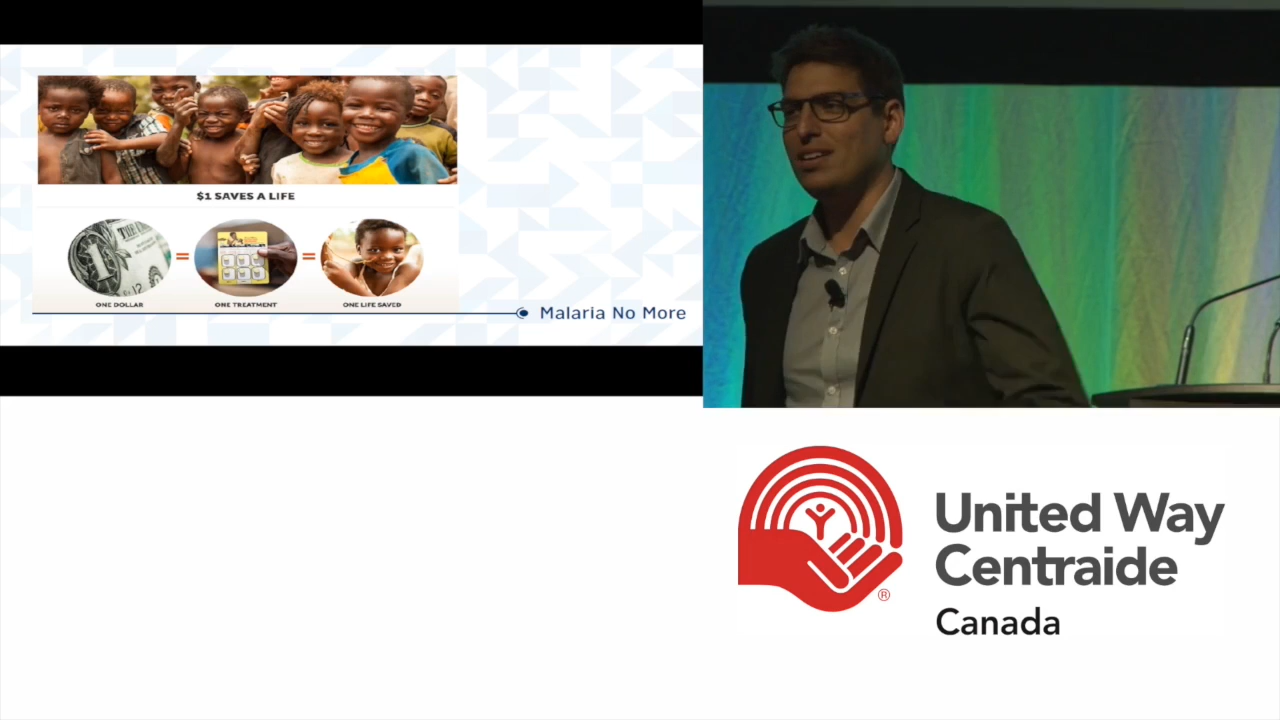 $1 SAVES A LIFE
ONE DOLLAR
ONE TREATMENT
ONE LIFE SAVED
Malaria No More
United Way
Centraide
Canada
®